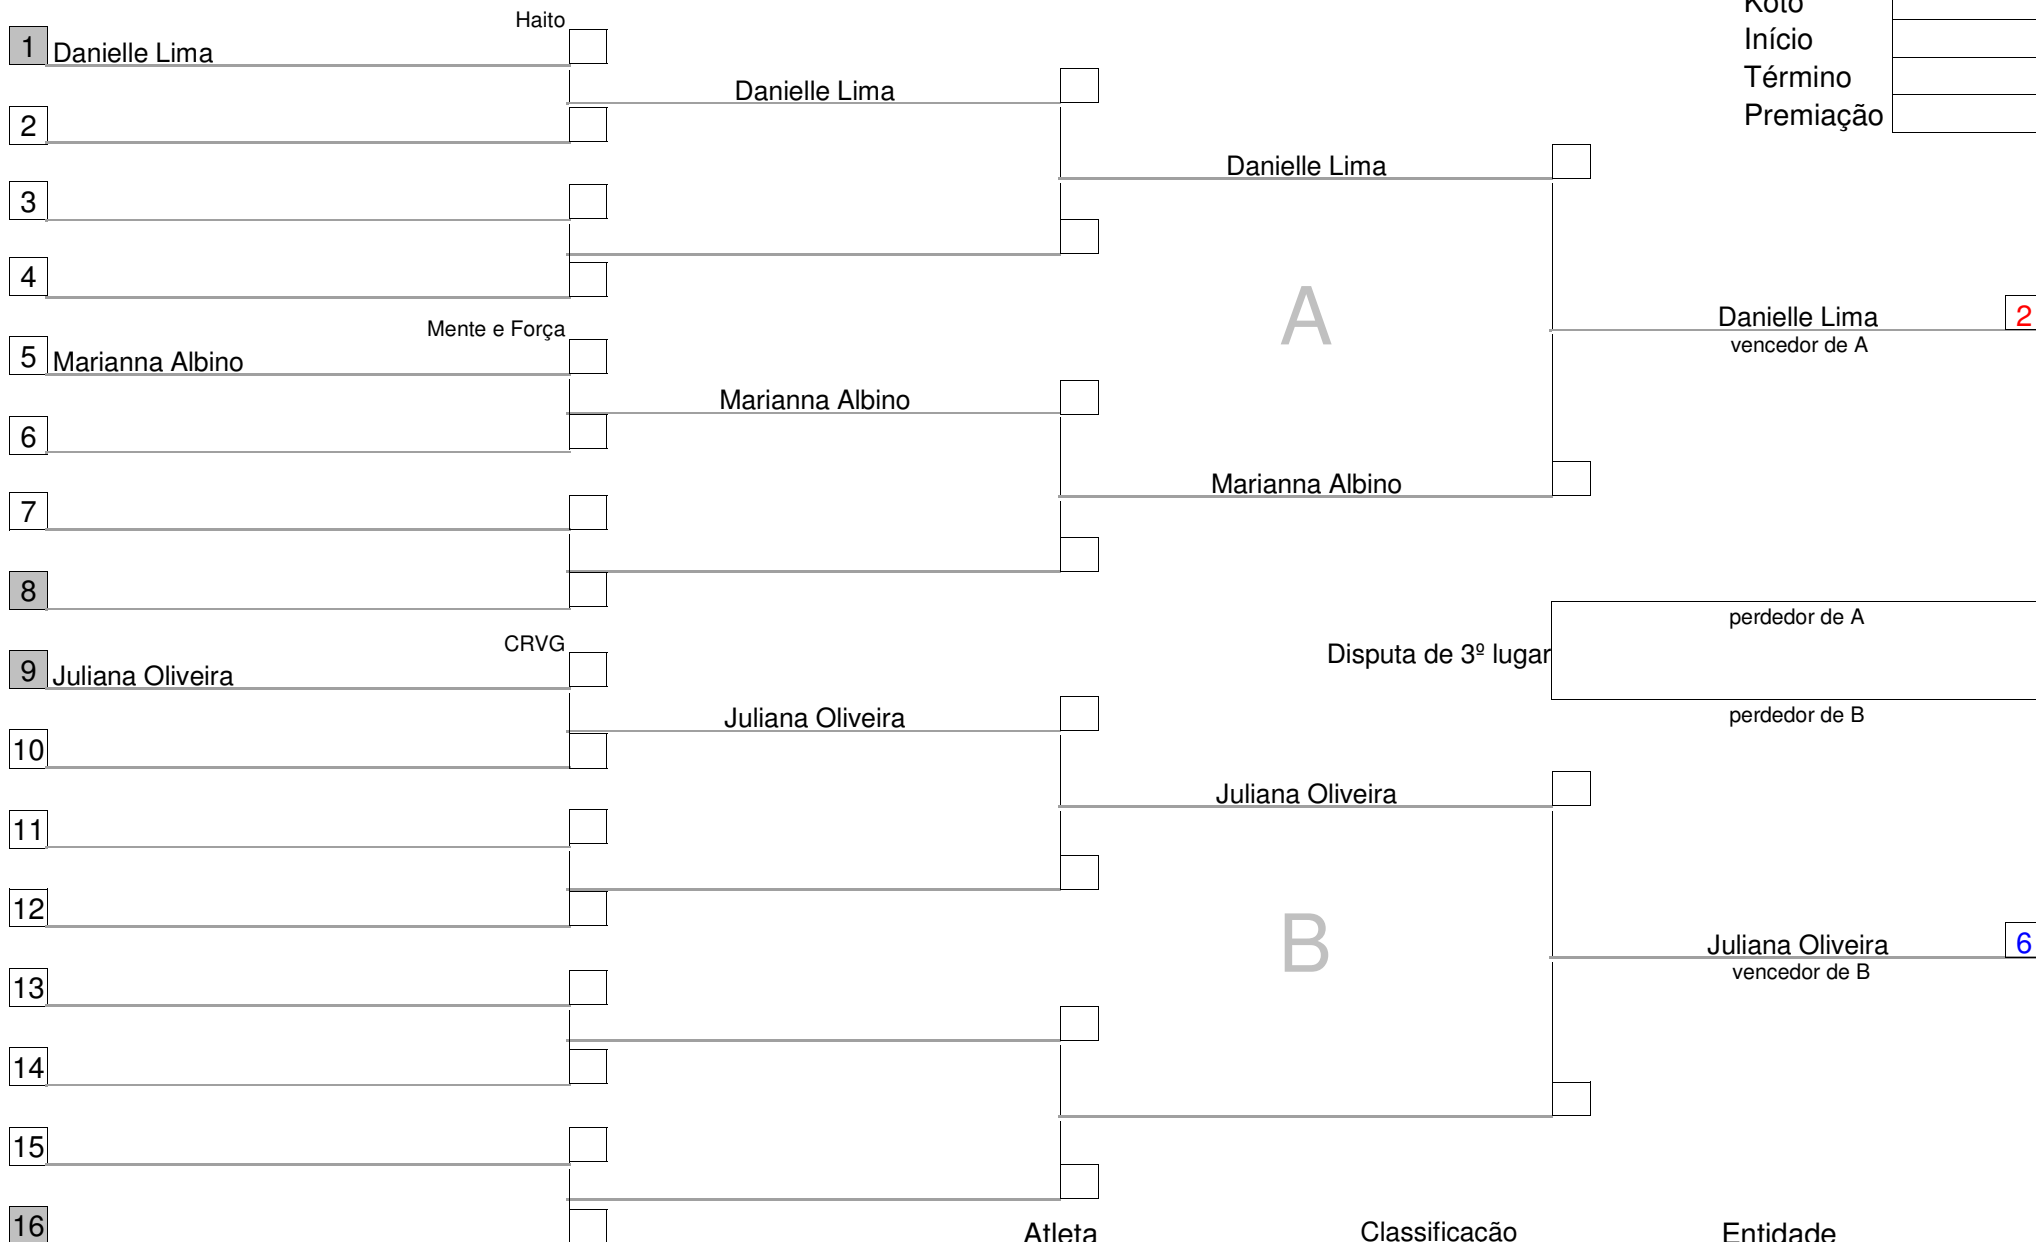 Koto
Haito
1 Danielle Lima
Início
Danielle Lima
Término
2
Premiação
Danielle Lima
3
4
Mente e Força
Danielle Lima 2
vencedor de A
A
5 Marianna Albino
Marianna Albino
6
Marianna Albino
7
8
perdedor de A
CRVG
Disputa de 3º lugar
9 Juliana Oliveira
perdedor de B
Juliana Oliveira
10
Juliana Oliveira
11
12
B
Juliana Oliveira 6
vencedor de B
13
14
15
16
Atleta Classificação Entidade